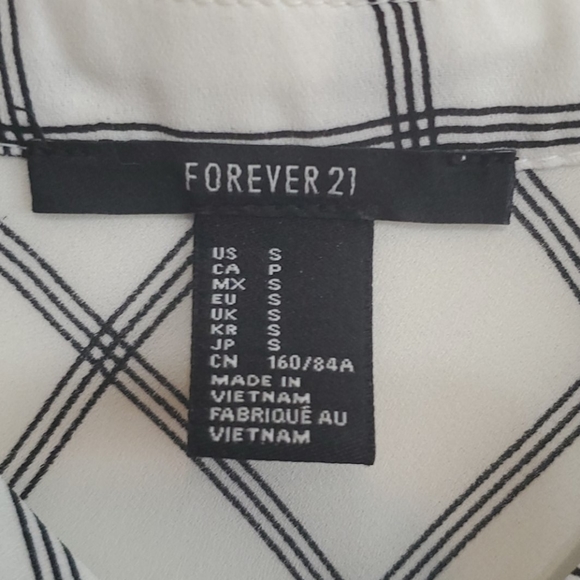 FOREVER 21
US S
CA P
MX S
EU S
UK S
KR S
JP S
CN 160/84A
MADE IN
VIETNAM
FABRIQUÉ AU
VIETNAM